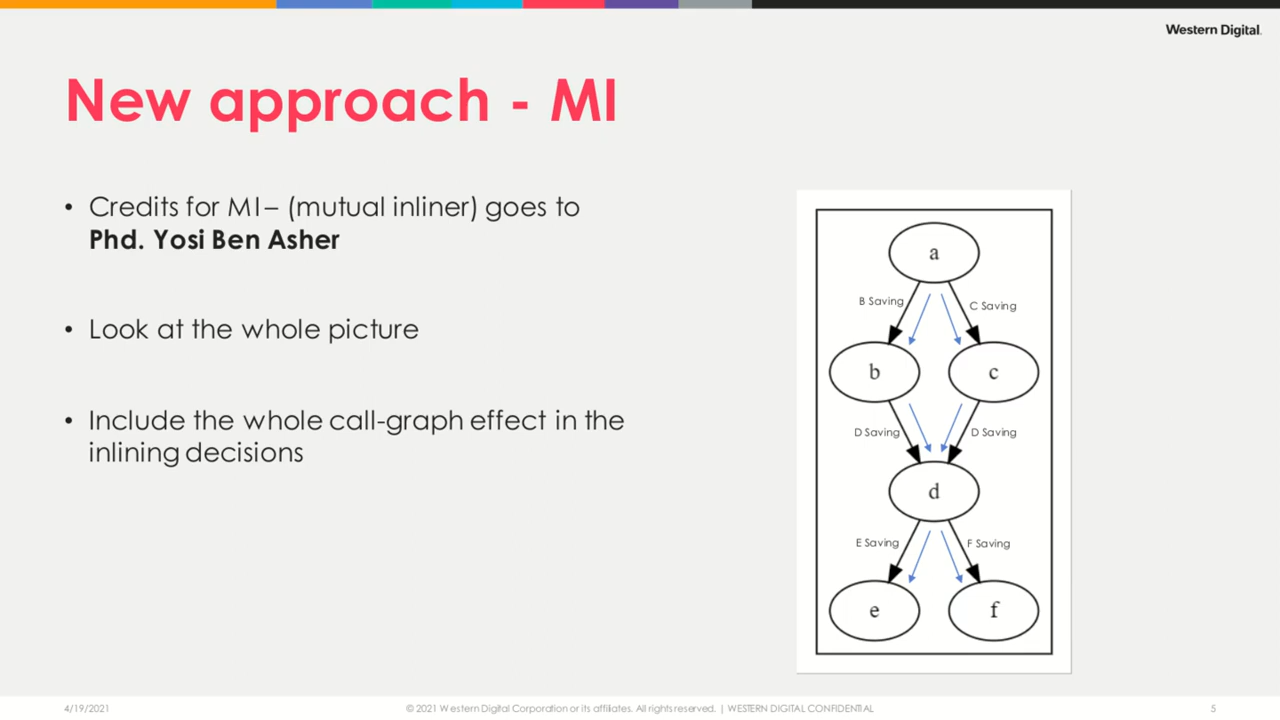 Western Digital.
New approach - MI
• Credits for MI – (mutual inliner) goes to
Phd. Yosi Ben Asher
• Look at the whole picture
• Include the whole call-graph effect in the
inlining decisions
a
B Saving
C Saving
b
c
D Saving
D Saving
d
E Saving
F Saving
e
f
4/19/2021
© 2021 Western Digital Corporation or its affiliates. All rights reserved. | WESTERN DIGITAL CONFIDENTIAL
5